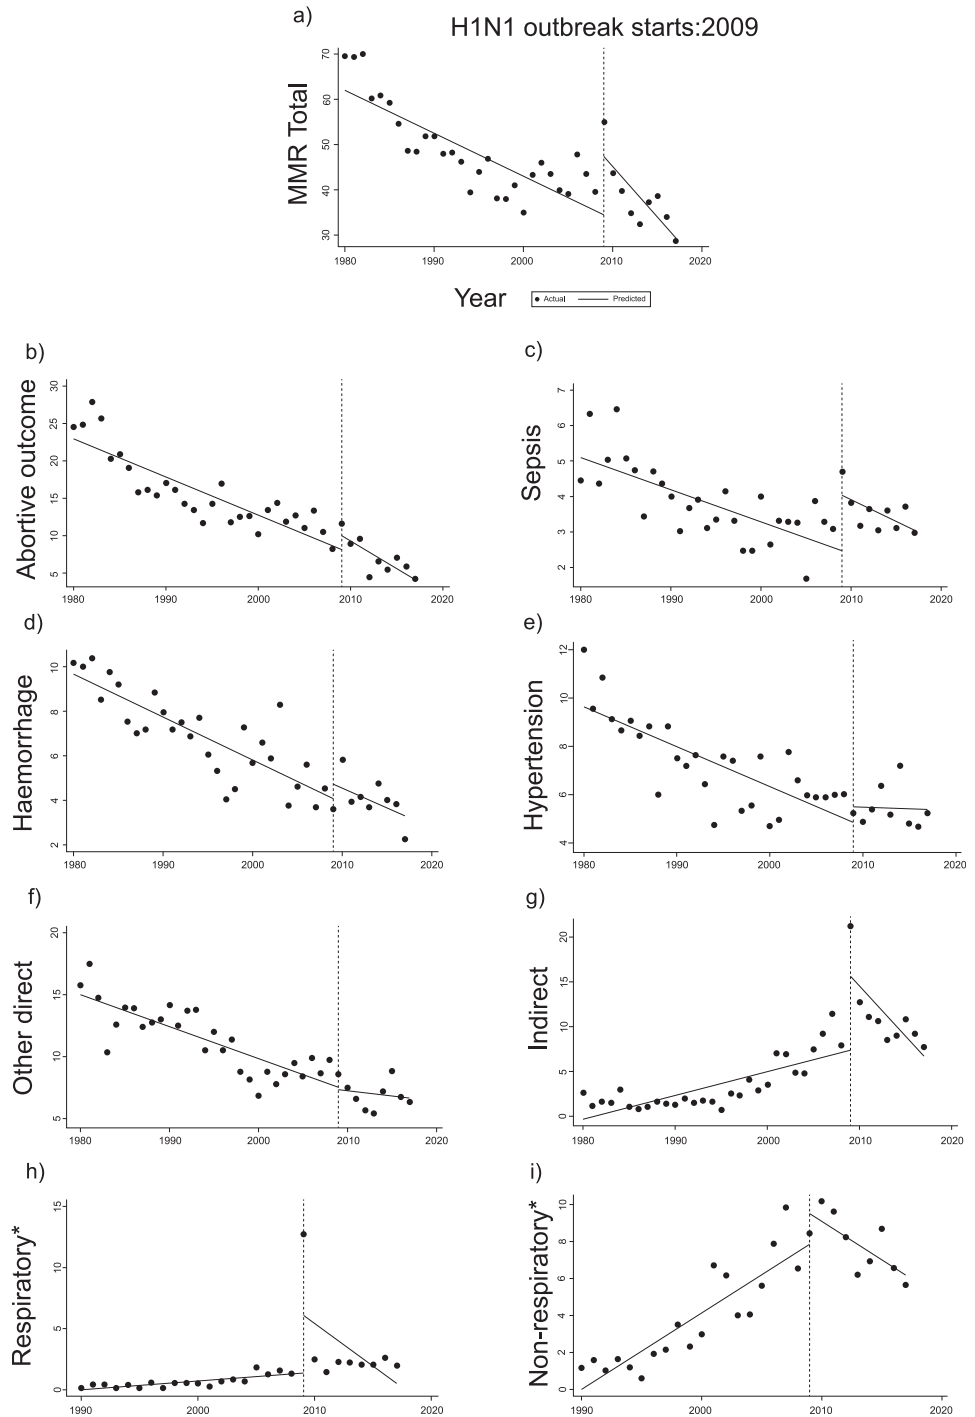 a)
H1N1 outbreak starts:2009
MMR Total
70
60
50
40
30
1980 1990 2000 2010 2020
Year
Actual Predicted
b)
Abortive outcome
30
25
20
15
10
5
1980 1990 2000 2010 2020
c)
Sepsis
7
6
5
4
3
2
1980 1990 2000 2010 2020
d)
Haemorrhage
10
8
6
4
2
1980 1990 2000 2010 2020
e)
Hypertension
12
10
8
6
4
1980 1990 2000 2010 2020
f)
Other direct
20
15
10
5
1980 1990 2000 2010 2020
g)
Indirect
20
15
10
5
0
1980 1990 2000 2010 2020
h)
Respiratory*
15
10
5
0
1990 2000 2010 2020
i)
Non-respiratory*
10
8
6
4
2
0
1990 2000 2010 2020